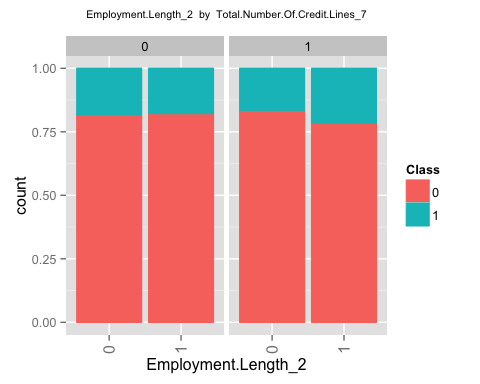 Employment.Length_2 by Total.Number.Of.Credit.Lines_7
0 1
1.00
0.75
0.50
0.25
0.00
count
0 1 0 1
Employment.Length_2
Class
0
1